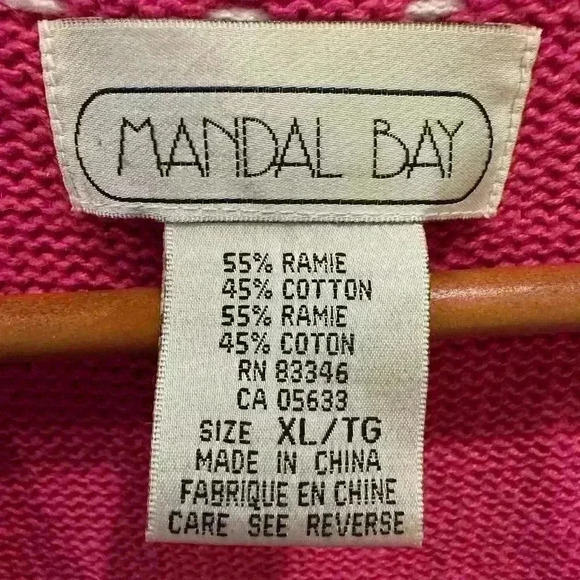 MANDAL BAY
55% RAMIE
45% COTTON
55% RAMIE
45% COTON
RN 83346
CA 05633
SIZE XL/TG
MADE IN CHINA
FABRIQUE EN CHINE
CARE SEE REVERSE